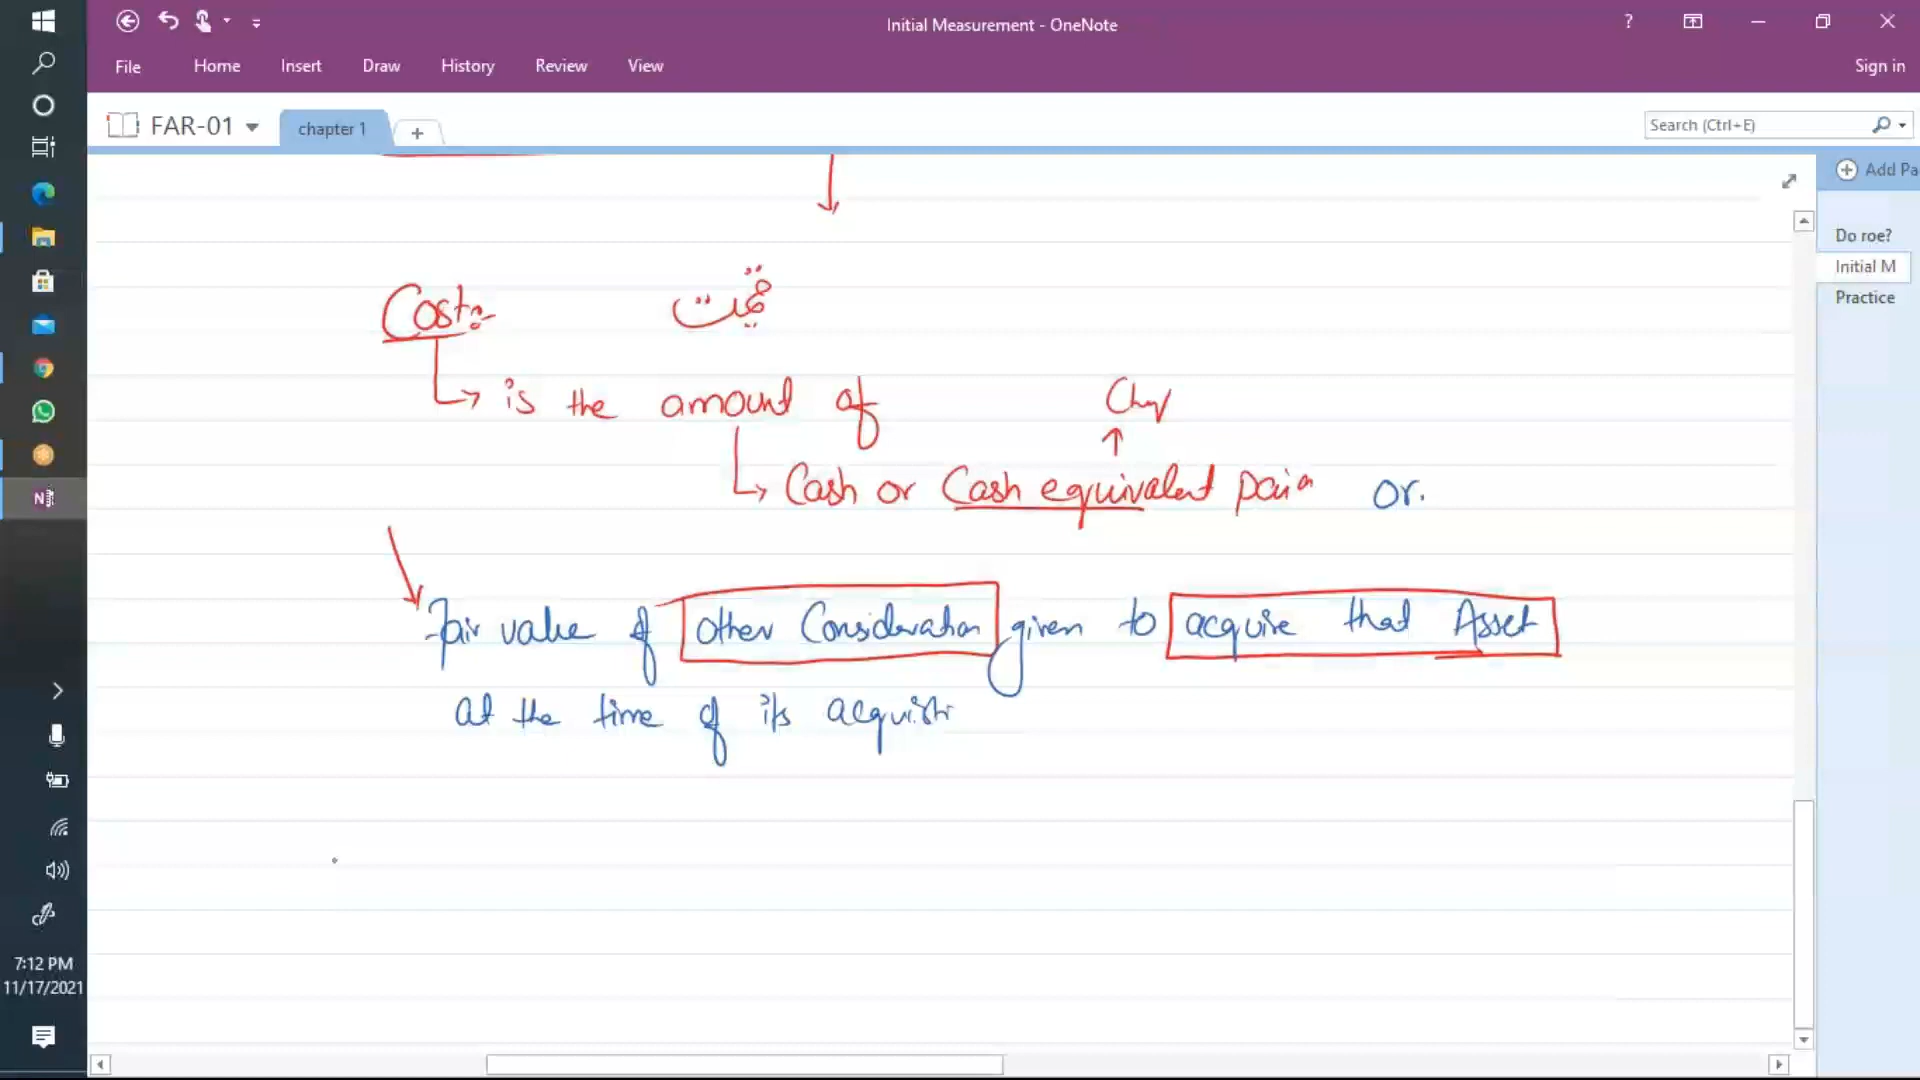 Initial Measurement - OneNote
?
File Home Insert Draw History Review View
Sign in
FAR-01 chapter 1 +
Search (Ctrl+E)
Add Pa
Do roe?
Initial M
Practice
Cost:- قیمت
is the amount of
Cash or Cash equivalent paid or.
Fair value of other Consideration given to acquire that Asset
at the time of its acquisti
7:12 PM
11/17/2021